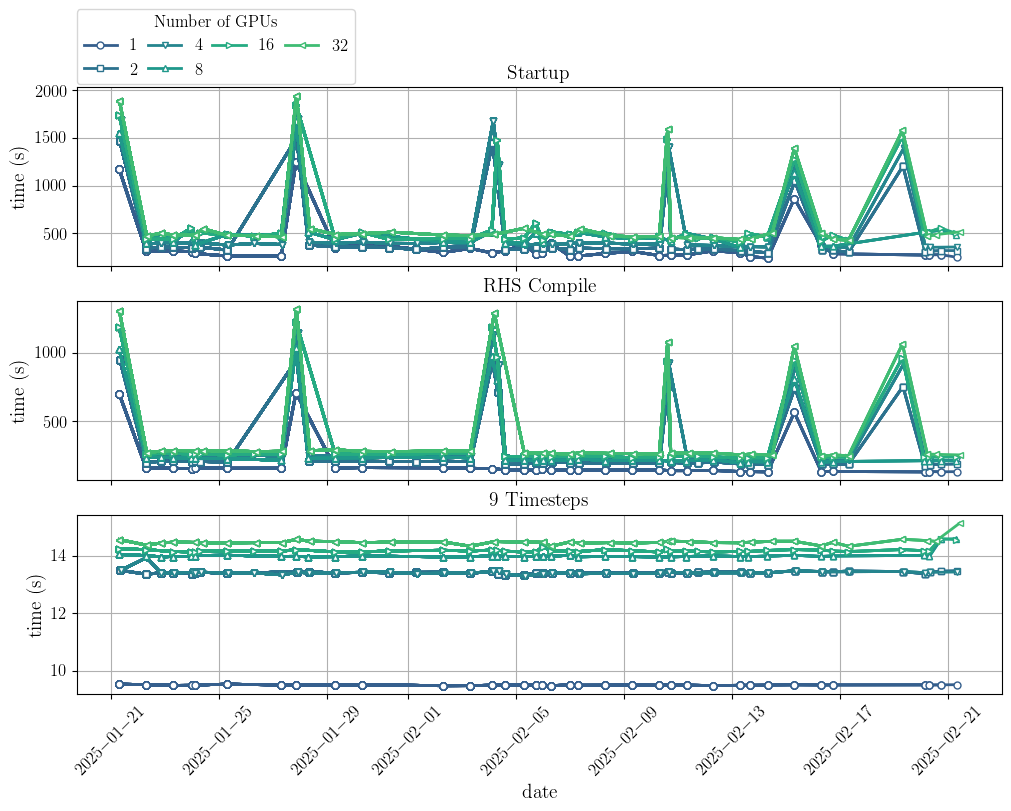 Number of GPUs
1 4 16 32
2 8
Startup
2000
1500
1000
500
time (s)
RHS Compile
1000
500
time (s)
9 Timesteps
14
12
10
time (s)
2025−01−21 2025−01−25 2025−01−29 2025−02−01 2025−02−05 2025−02−09 2025−02−13 2025−02−17 2025−02−21
date